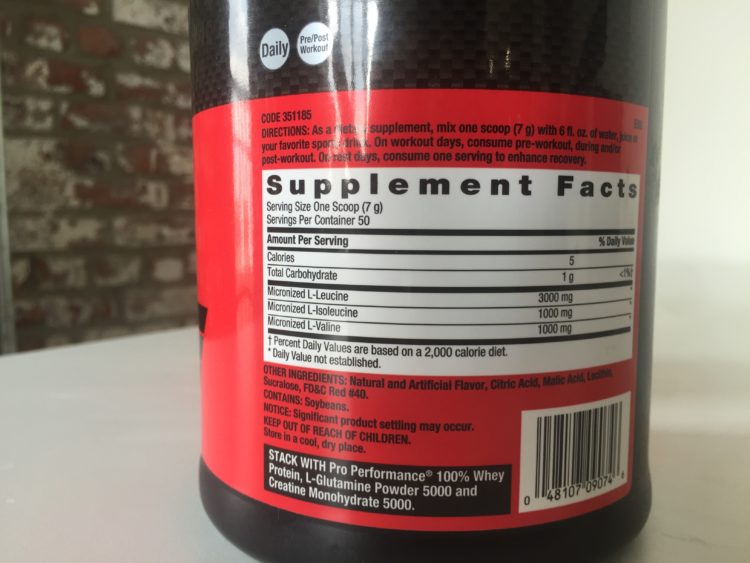 Daily
Pre/Post
Workout
CODE 351185
DIRECTIONS: As a dietary supplement, mix one scoop (7 g) with 6 fl. oz. of water, juice or
your favorite sports drink. On workout days, consume pre-workout, during and/or
post-workout. On rest days, consume one serving to enhance recovery.
Supplement Facts
Serving Size One Scoop (7 g)
Servings Per Container 50
Amount Per Serving % Daily Value
Calories 5
Total Carbohydrate 1 g <1%†
Micronized L-Leucine 3000 mg *
Micronized L-Isoleucine 1000 mg *
Micronized L-Valine 1000 mg *
† Percent Daily Values are based on a 2,000 calorie diet.
* Daily Value not established.
OTHER INGREDIENTS: Natural and Artificial Flavor, Citric Acid, Malic Acid, Lecithin,
Sucralose, FD&C Red #40.
CONTAINS: Soybeans.
NOTICE: Significant product settling may occur.
KEEP OUT OF REACH OF CHILDREN.
Store in a cool, dry place.
STACK WITH Pro Performance® 100% Whey
Protein, L-Glutamine Powder 5000 and
Creatine Monohydrate 5000.
0 48107 09074 4